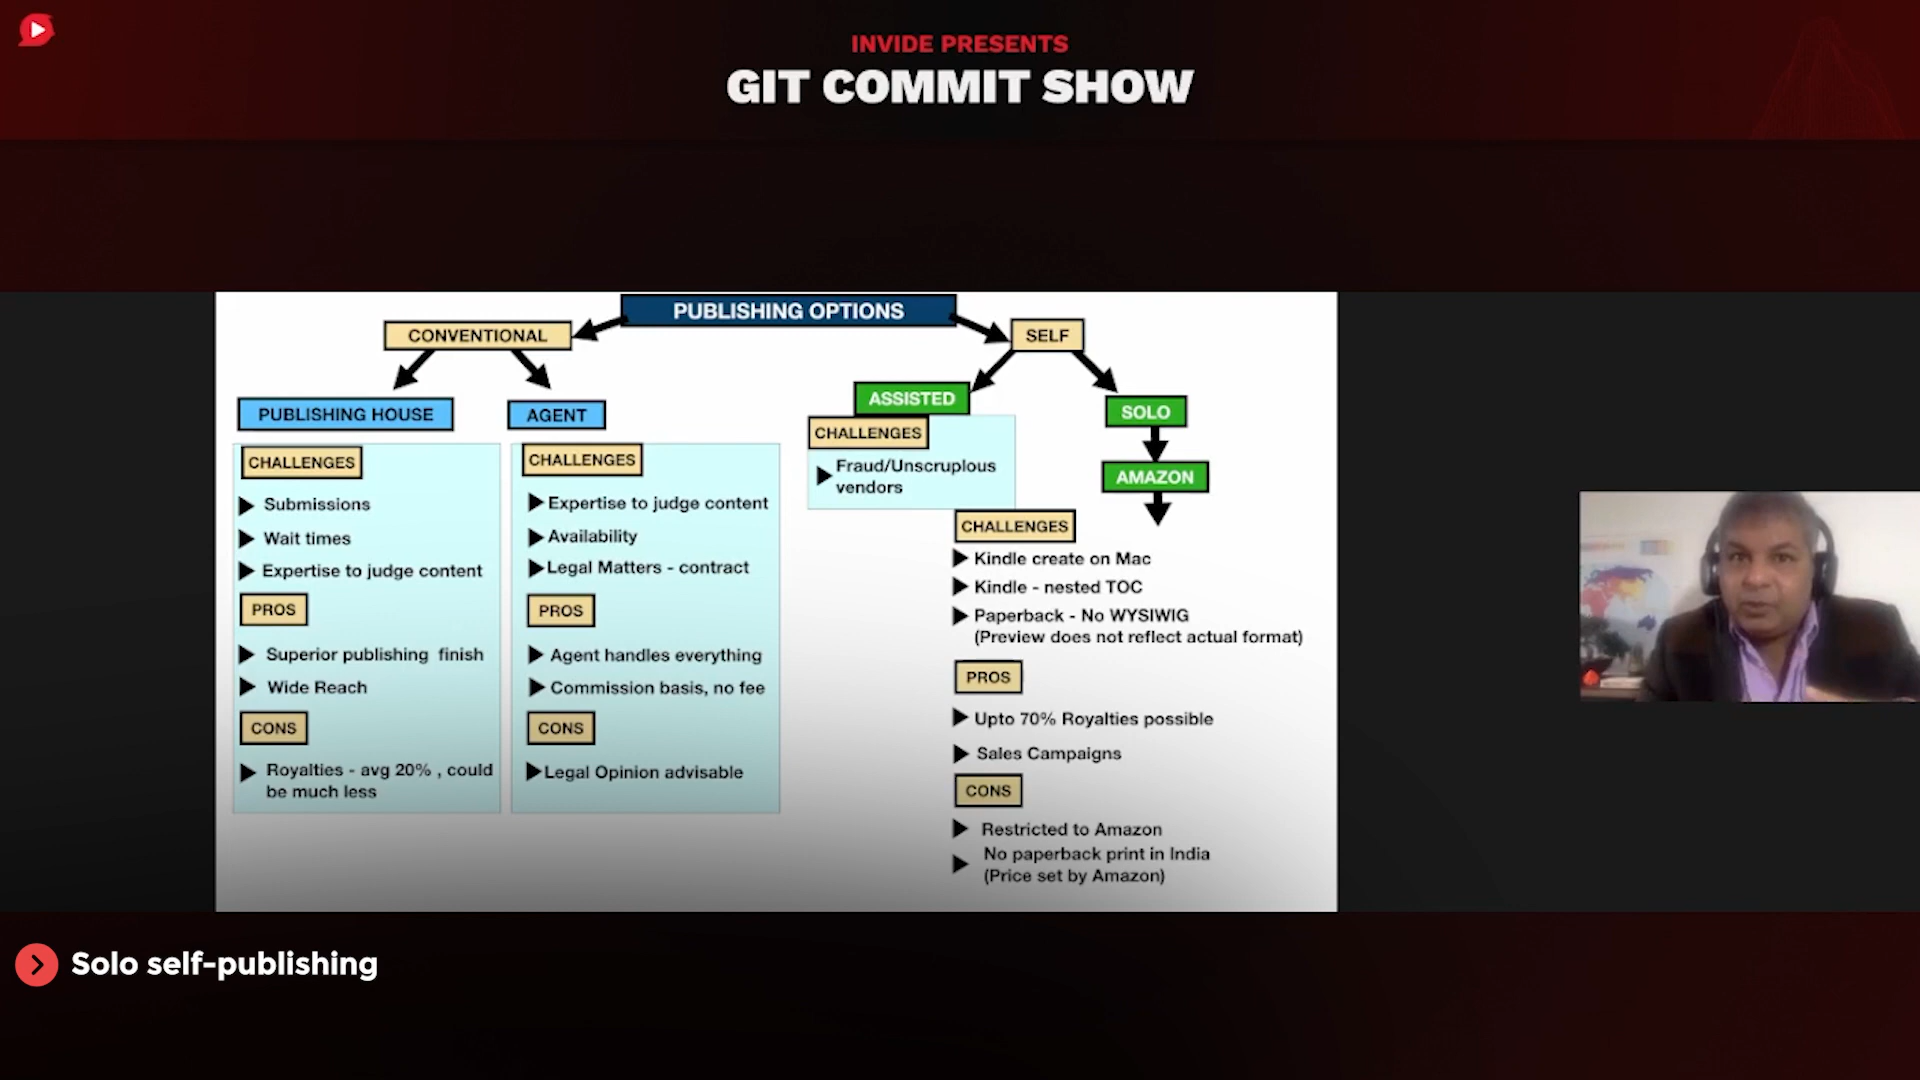 INVIDE PRESENTS
GIT COMMIT SHOW
PUBLISHING OPTIONS
CONVENTIONAL
SELF
PUBLISHING HOUSE
AGENT
ASSISTED
SOLO
AMAZON
CHALLENGES
Submissions
Wait times
Expertise to judge content
PROS
Superior publishing finish
Wide Reach
CONS
Royalties - avg 20% , could
be much less
CHALLENGES
Expertise to judge content
Availability
Legal Matters - contract
PROS
Agent handles everything
Commission basis, no fee
CONS
Legal Opinion advisable
CHALLENGES
Fraud/Unscruplous
vendors
CHALLENGES
Kindle create on Mac
Kindle - nested TOC
Paperback - No WYSIWIG
(Preview does not reflect actual format)
PROS
Upto 70% Royalties possible
Sales Campaigns
CONS
Restricted to Amazon
No paperback print in India
(Price set by Amazon)
Solo self-publishing